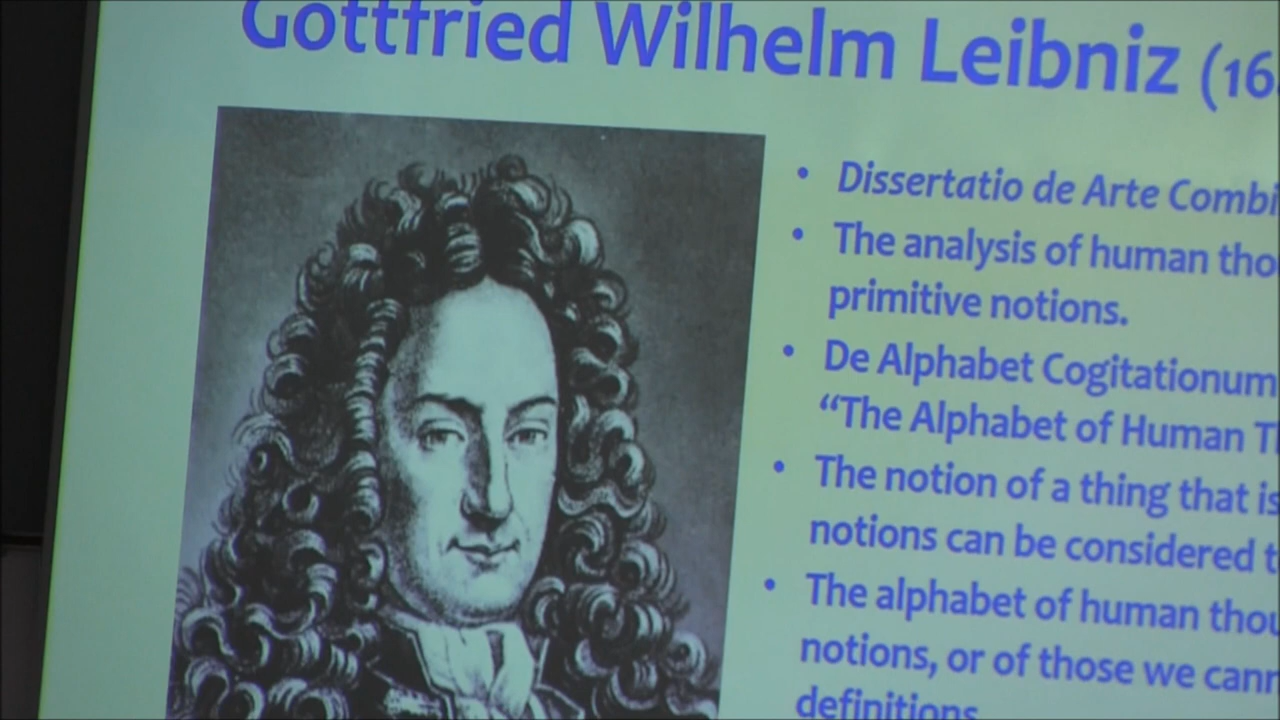 Gottfried Wilhelm Leibniz (16
• Dissertatio de Arte Combi
• The analysis of human tho
primitive notions.
• De Alphabet Cogitationum
“The Alphabet of Human T
• The notion of a thing that is
notions can be considered t
• The alphabet of human thou
notions, or of those we cann
definitions